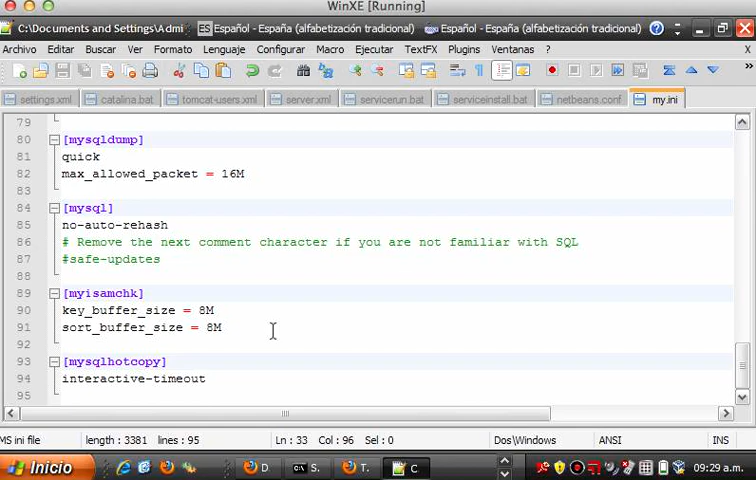 WinXE [Running]
C:\Documents and Settings\Admi
ES Español - España (alfabetización tradicional)
Español - España (alfabetización tradicional)
Archivo Editar Buscar Ver Formato Lenguaje Configurar Macro Ejecutar TextFX Plugins Ventanas ? X
settings.xml catalina.bat tomcat-users.xml server.xml servicerun.bat serviceinstall.bat netbeans.conf my.ini
79
80 [mysqldump]
81 quick
82 max_allowed_packet = 16M
83
84 [mysql]
85 no-auto-rehash
86 # Remove the next comment character if you are not familiar with SQL
87 #safe-updates
88
89 [myisamchk]
90 key_buffer_size = 8M
91 sort_buffer_size = 8M
92
93 [mysqlhotcopy]
94 interactive-timeout
95
MS ini file length : 3381 lines : 95 Ln : 33 Col : 96 Sel : 0 Dos\Windows ANSI INS
Inicio D S. T. C 09:29 a.m.